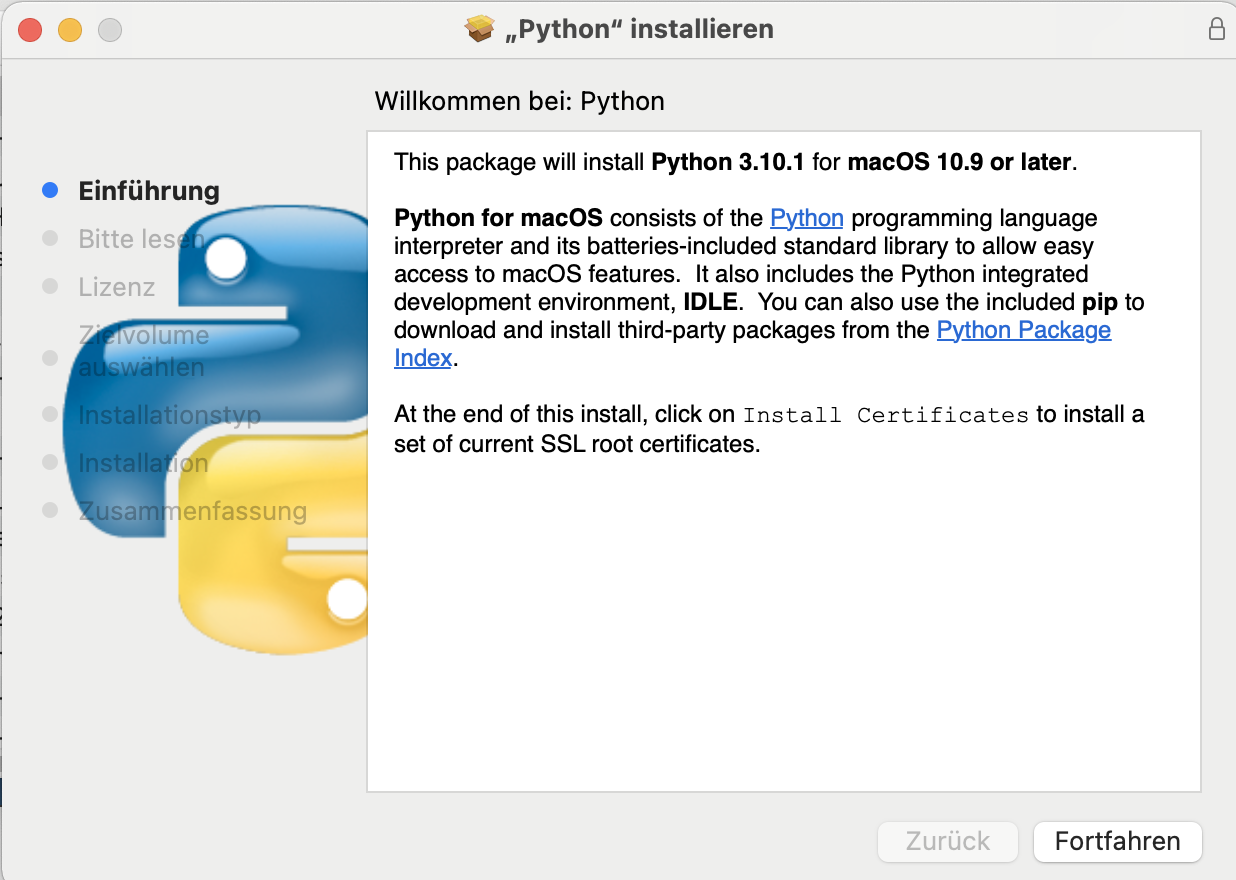 „Python“ installieren
Willkommen bei: Python
Einführung
Bitte lesen
Lizenz
Zielvolume
auswählen
Installationstyp
Installation
Zusammenfassung
This package will install Python 3.10.1 for macOS 10.9 or later.
Python for macOS consists of the Python programming language
interpreter and its batteries-included standard library to allow easy
access to macOS features.  It also includes the Python integrated
development environment, IDLE.  You can also use the included pip to
download and install third-party packages from the Python Package
Index.
At the end of this install, click on Install Certificates to install a
set of current SSL root certificates.
Zurück
Fortfahren